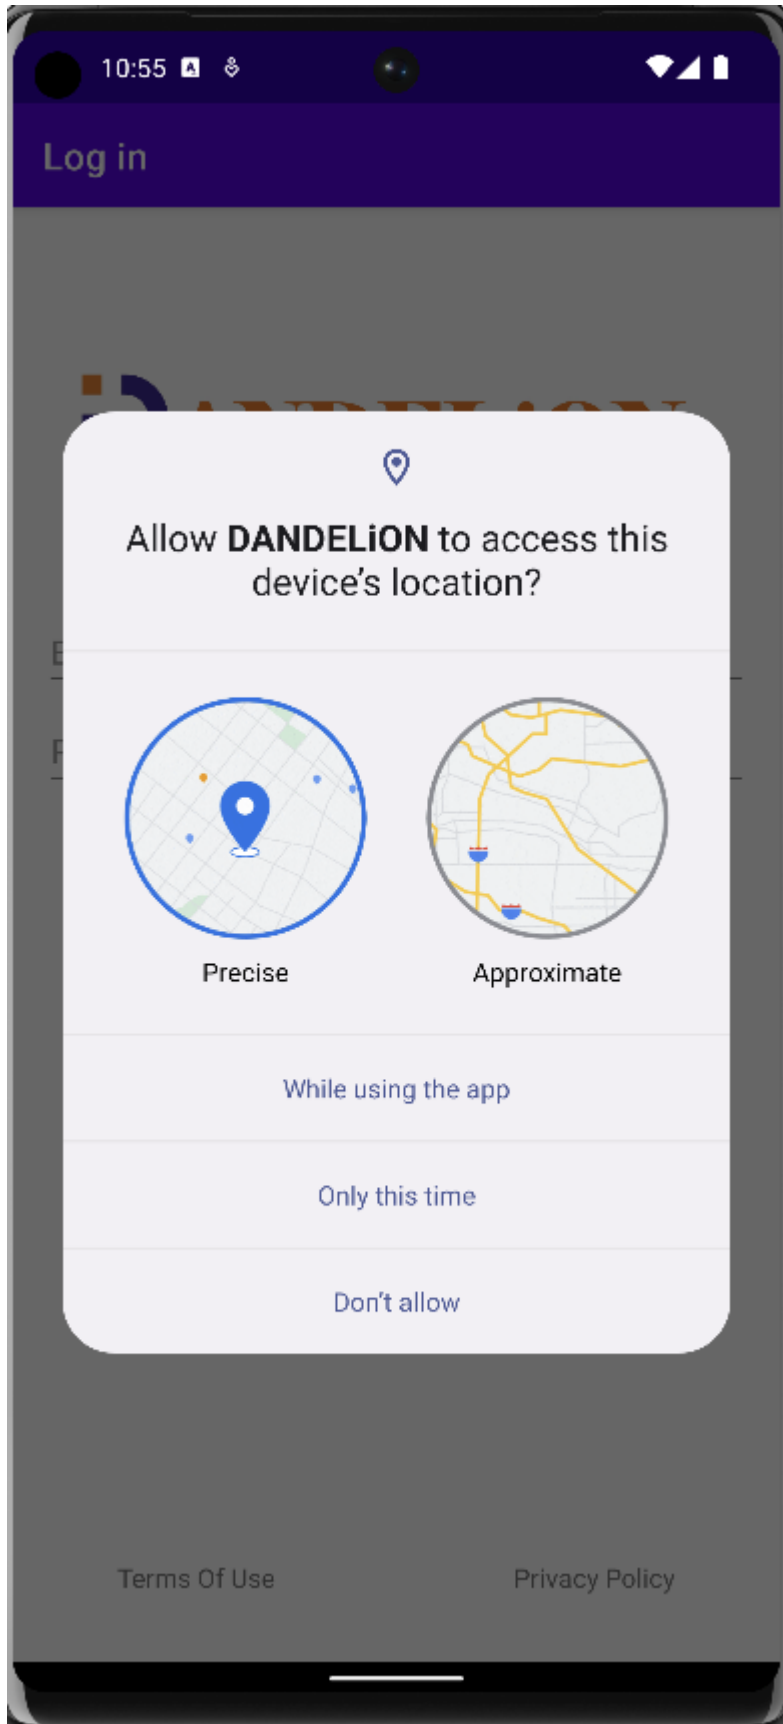 10:55
Log in
Allow DANDELiON to access this
device's location?
Precise
Approximate
While using the app
Only this time
Don't allow
Terms Of Use
Privacy Policy